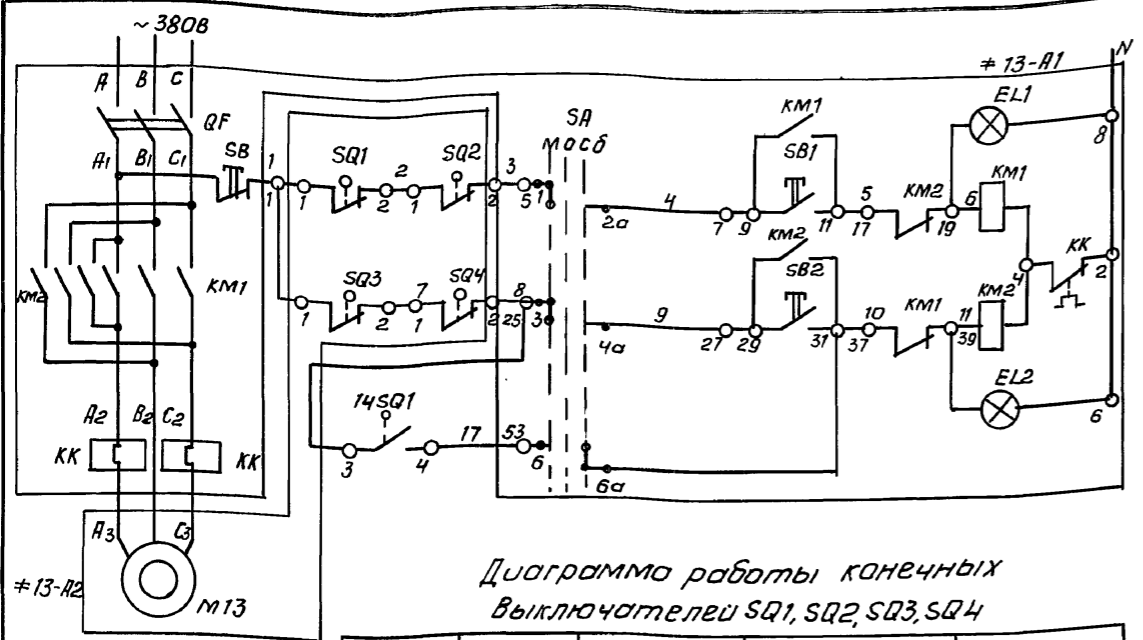 ~380В
N
≠13-A1
A B C
QF
A1 B1 C1
SB
1
1
1
SQ1
2
2
1
SQ2
3
2
5
1
SA
м о с б
2а
4
7
9
KM1
SB1
11
5
17
KM2
19
6
KM1
EL1
8
KM2
KM1
1
SQ3
2
7
1
SQ4
2
8
25
3
4а
9
27
29
KM2
SB2
31
10
37
KM1
11
39
KM2
4
KK
2
EL2
6
14SQ1
3
4
17
53
6
6а
A2 B2 C2
KK
KK
A3 C3
≠13-A2
M13
Диаграмма работы конечных
Выключателей SQ1, SQ2, SQ3, SQ4